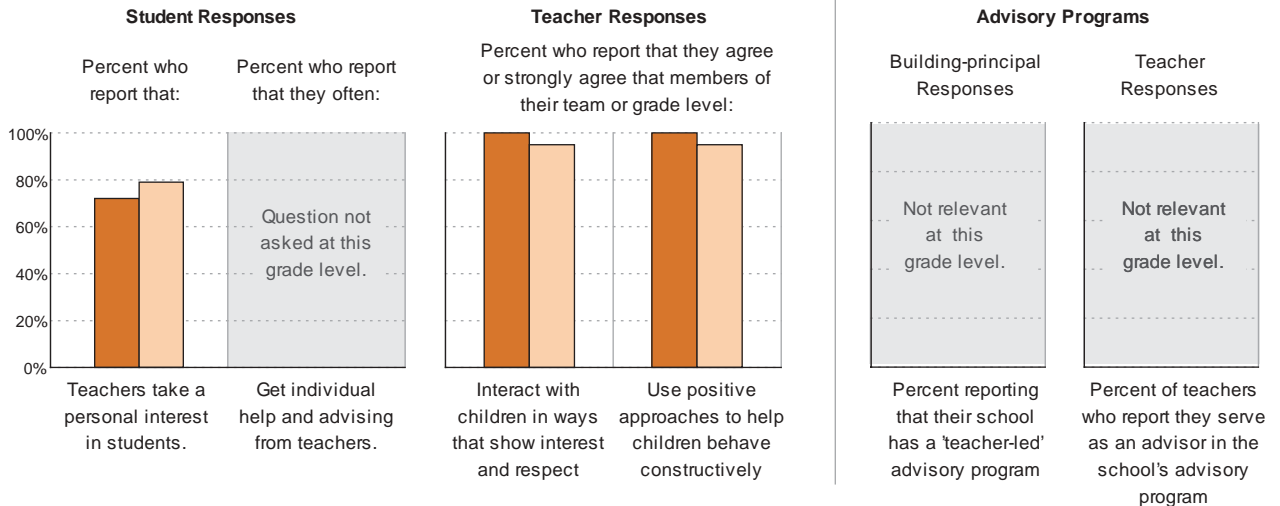 Student Responses
Percent who
report that:
Percent who report
that they often:
100%
80%
60%
40%
20%
0%
Question not
asked at this
grade level.
Teachers take a
personal interest
in students.
Get individual
help and advising
from teachers.
Teacher Responses
Percent who report that they agree
or strongly agree that members of
their team or grade level:
Interact with
children in ways
that show interest
and respect
Use positive
approaches to help
children behave
constructively
Advisory Programs
Building-principal
Responses
Not relevant
at this
grade level.
Percent reporting
that their school
has a 'teacher-led'
advisory program
Teacher
Responses
Not relevant
at this
grade level.
Percent of teachers
who report they serve
as an advisor in the
school's advisory
program